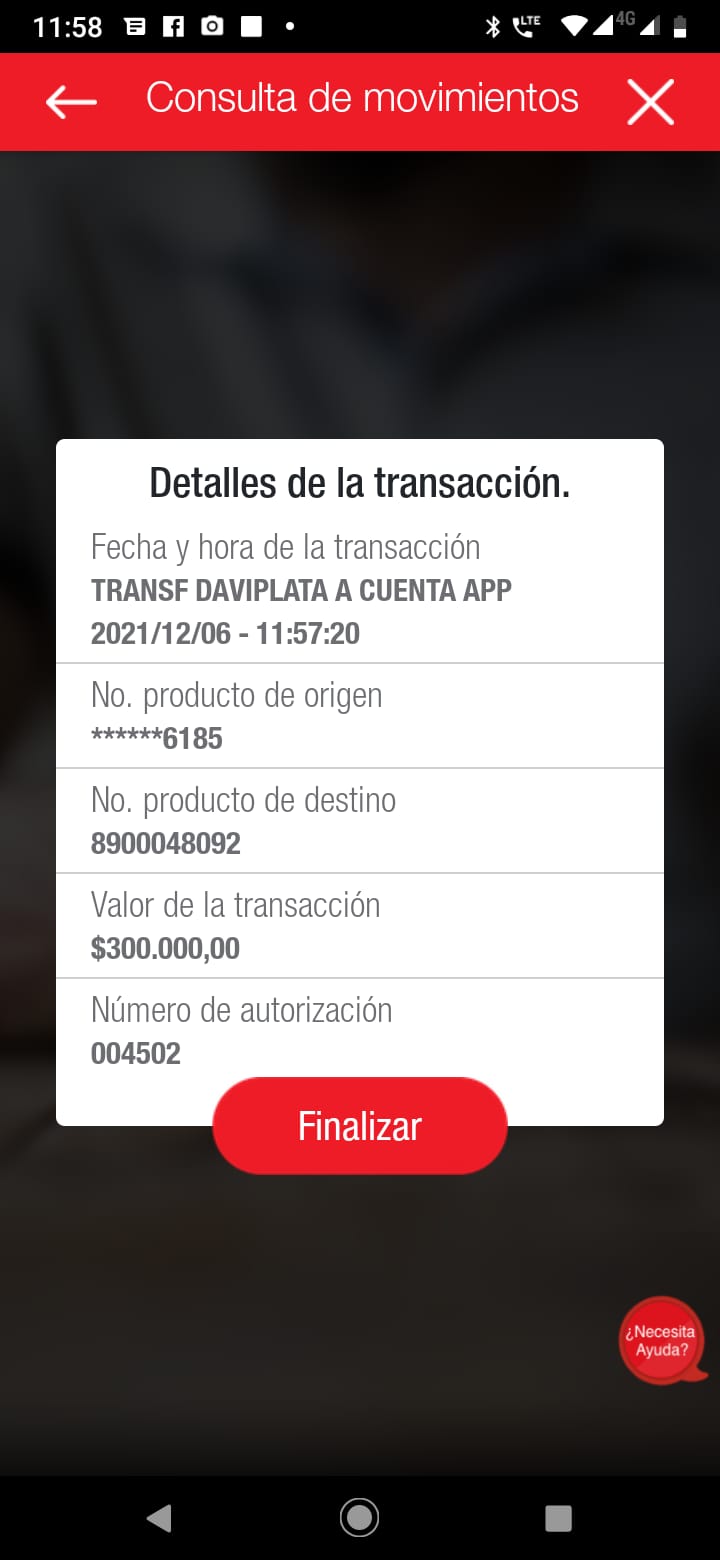 11:58
LTE
4G
Consulta de movimientos
Detalles de la transacción.
Fecha y hora de la transacción
TRANSF DAVIPLATA A CUENTA APP
2021/12/06 - 11:57:20
No. producto de origen
******6185
No. producto de destino
8900048092
Valor de la transacción
$300.000,00
Número de autorización
004502
Finalizar
¿Necesita
Ayuda?